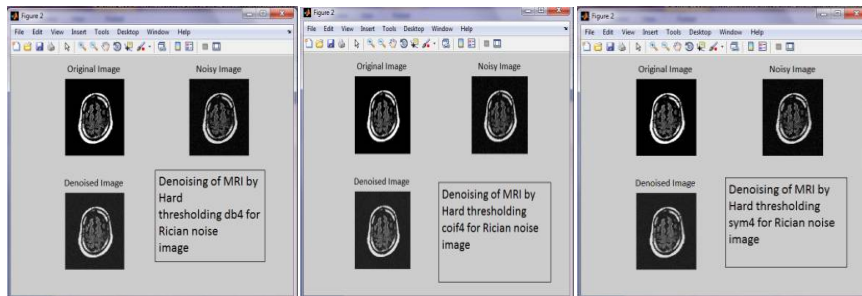 Figure 2
File Edit View Insert Tools Desktop Window Help
Original Image
Noisy Image
Denoised Image
Denoising of MRI by
Hard
thresholding db4 for
Rician noise
image
Figure 2
File Edit View Insert Tools Desktop Window Help
Original Image
Noisy Image
Denoised Image
Denoising of MRI by
Hard thresholding
coif4 for Rician noise
image
Figure 2
File Edit View Insert Tools Desktop Window Help
Original Image
Noisy Image
Denoised Image
Denoising of MRI by
Hard thresholding
sym4 for Rician noise
image